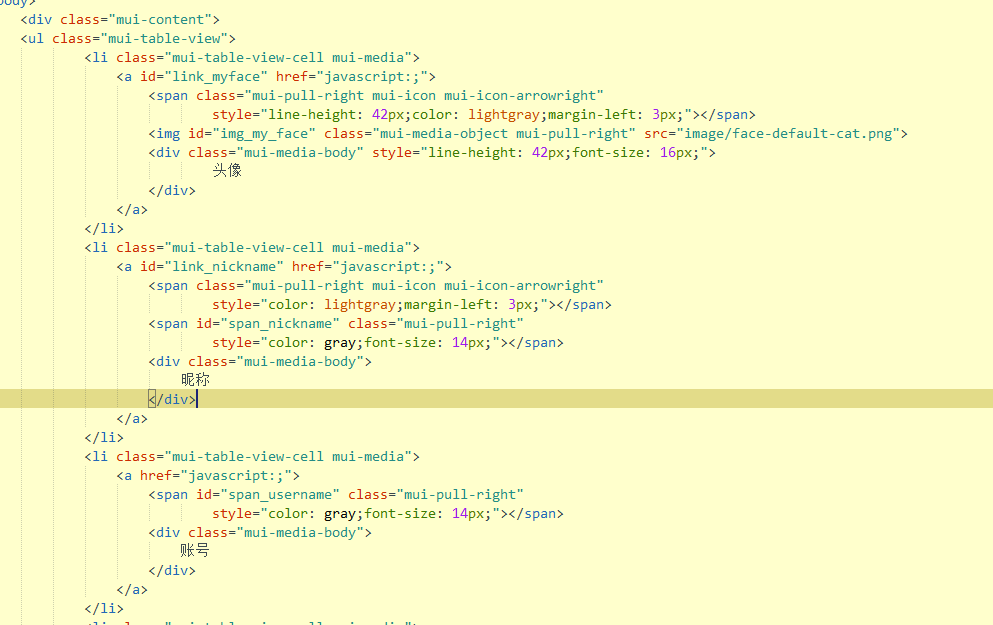 body>
<div class="mui-content">
<ul class="mui-table-view">
<li class="mui-table-view-cell mui-media">
<a id="link_myface" href="javascript:;">
<span class="mui-pull-right mui-icon mui-icon-arrowright"
style="line-height: 42px;color: lightgray;margin-left: 3px;"></span>
<img id="img_my_face" class="mui-media-object mui-pull-right" src="image/face-default-cat.png">
<div class="mui-media-body" style="line-height: 42px;font-size: 16px;">
头像
</div>
</a>
</li>
<li class="mui-table-view-cell mui-media">
<a id="link_nickname" href="javascript:;">
<span class="mui-pull-right mui-icon mui-icon-arrowright"
style="color: lightgray;margin-left: 3px;"></span>
<span id="span_nickname" class="mui-pull-right"
style="color: gray;font-size: 14px;"></span>
<div class="mui-media-body">
昵称
</div>
</a>
</li>
<li class="mui-table-view-cell mui-media">
<a href="javascript:;">
<span id="span_username" class="mui-pull-right"
style="color: gray;font-size: 14px;"></span>
<div class="mui-media-body">
账号
</div>
</a>
</li>